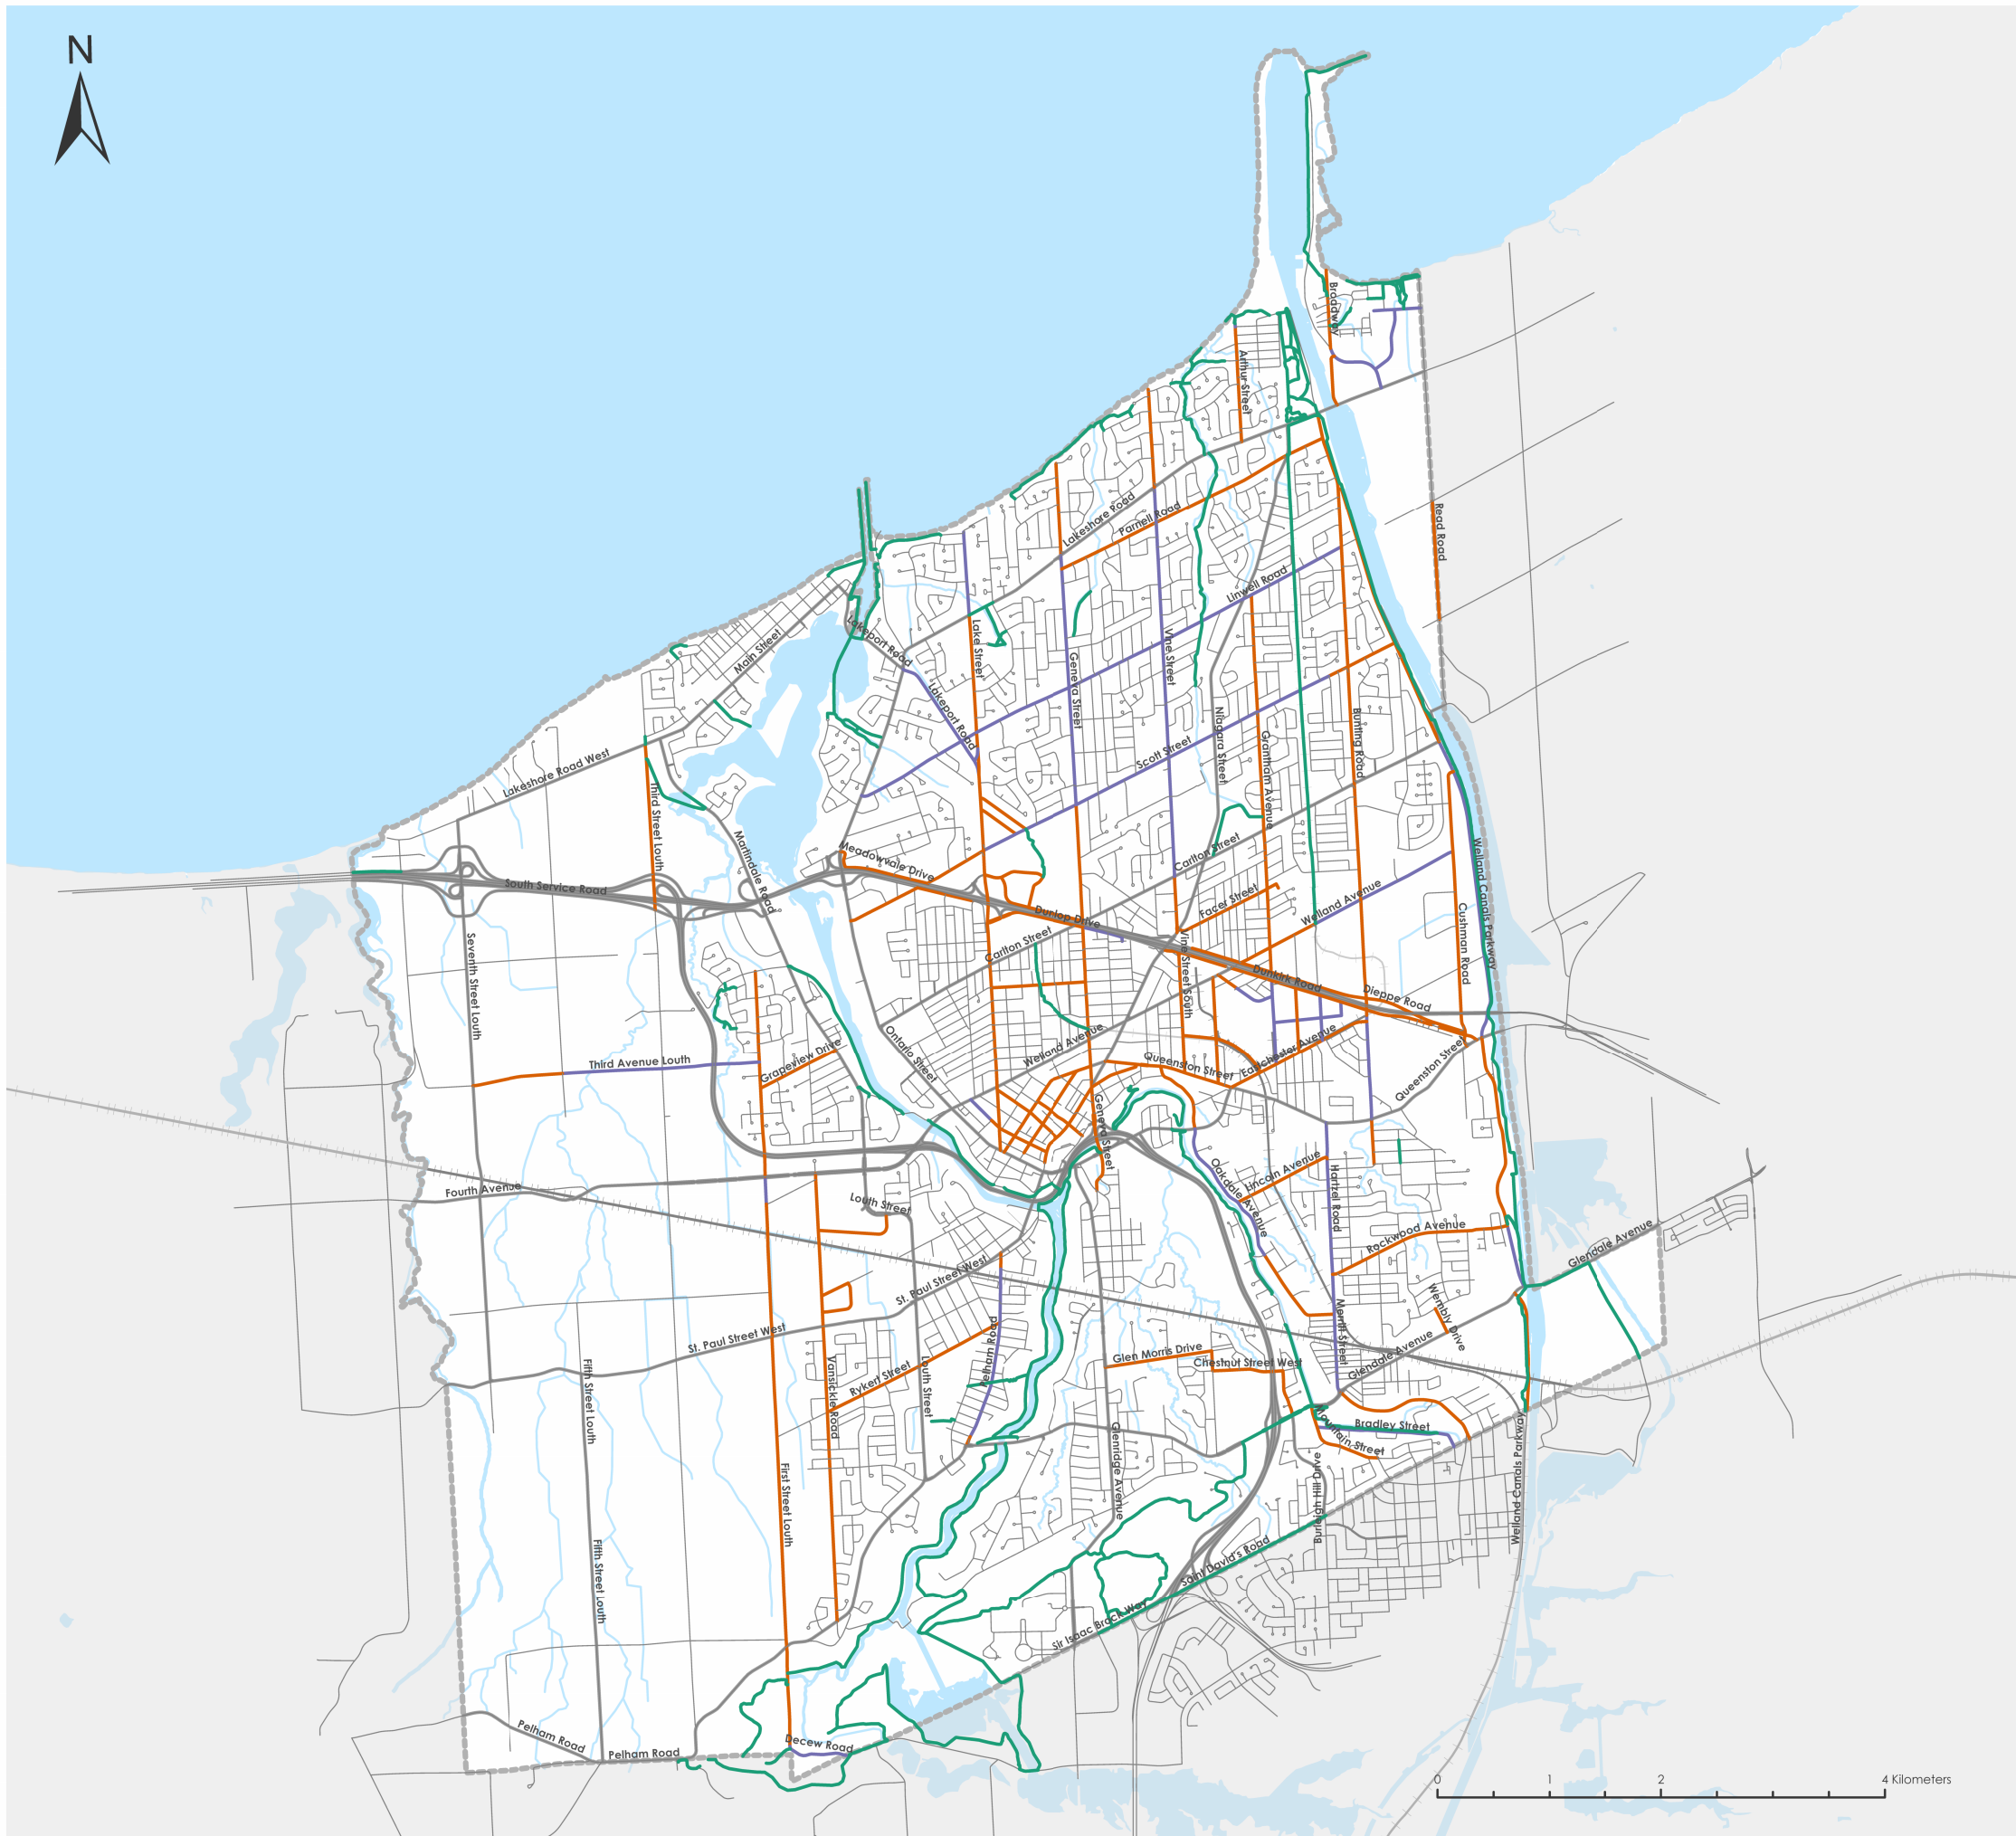 N
Broadway
Arthur Street
Lakeshore Road
Parnell Road
Read Road
Linwell Road
Main Street
Lakeport Road
Lake Street
Vine Street
Geneva Street
Lakeport Road
Niagara Street
Bunting Road
Grantham Avenue
Scott Street
Lakeshore Road West
Third Street Louth
Martindale Road
Meadowvale Drive
Carlton Street
Welland Canals Parkway
South Service Road
Facer Street
Welland Avenue
Dunlop Drive
Cushman Road
Carlton Street
Vine Street South
Seventh Street Louth
Dunkirk Road
Dieppe Road
Ontario Street
Welland Avenue
Eastchester Avenue
Queenston Street
Queenston Street
Third Avenue Louth
Grapeview Drive
Geneva Street
Oakdale Avenue
Lincoln Avenue
Hartzel Road
Fourth Avenue
Louth Street
Rockwood Avenue
Glendale Avenue
St. Paul Street West
Wembly Drive
Merritt Street
St. Paul Street West
Pelham Road
Glen Morris Drive
Chestnut Street West
Glendale Avenue
Fifth Street Louth
Vansickle Road
Rykert Street
Louth Street
Mountain Street
Bradley Street
Welland Canals Parkway
Glenridge Avenue
Burleigh Hill Drive
First Street Louth
Fifth Street Louth
Saint David's Road
Sir Isaac Brock Way
Pelham Road
Pelham Road
Decew Road
0 1 2 4 Kilometers